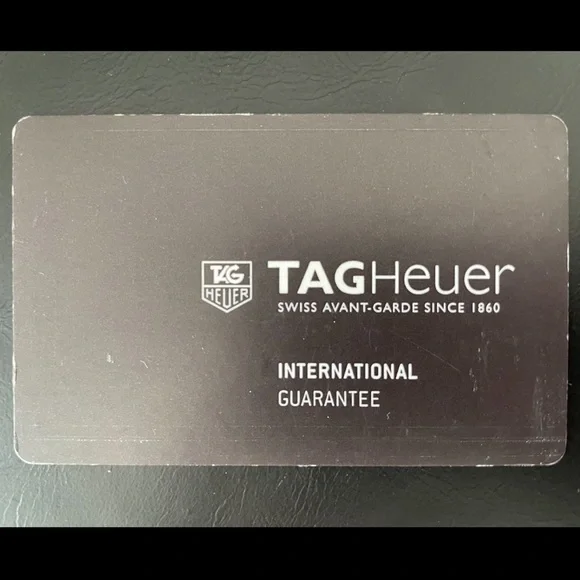 TAG
HEUER
TAGHeuer
SWISS AVANT-GARDE SINCE 1860
INTERNATIONAL
GUARANTEE